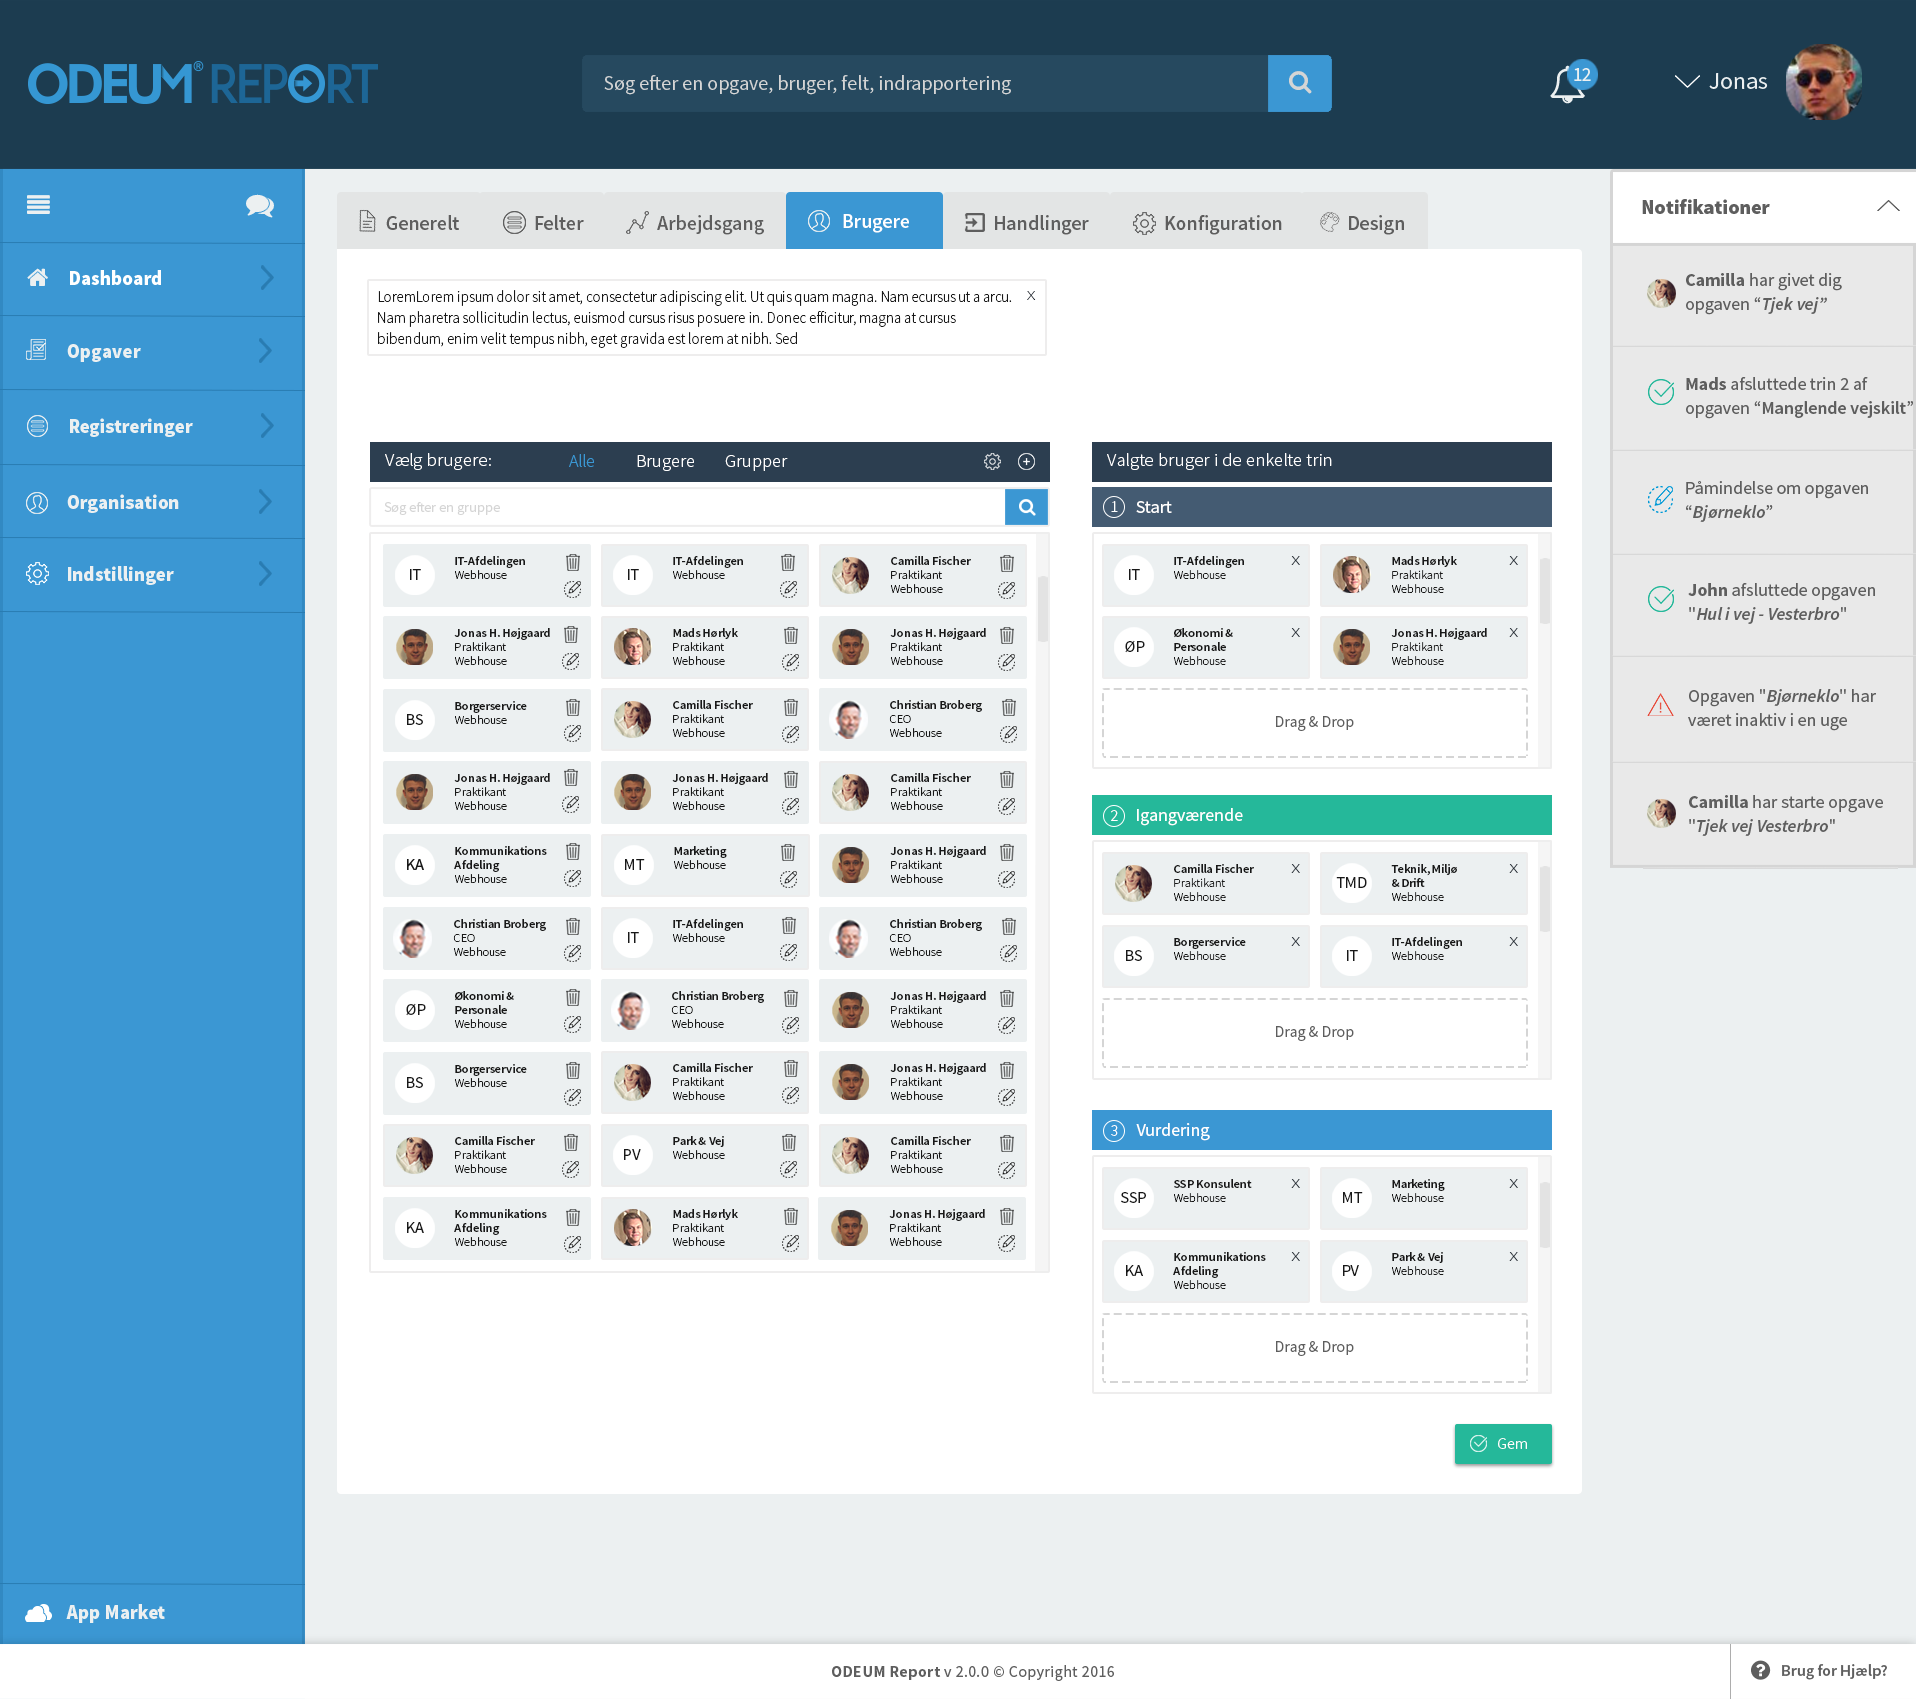 ODEUM® REPORT
Søg efter en opgave, bruger, felt, indrapportering
12
Jonas
Dashboard
Opgaver
Registreringer
Organisation
Indstillinger
App Market
Generelt
Felter
Arbejdsgang
Brugere
Handlinger
Konfiguration
Design
LoremLorem ipsum dolor sit amet, consectetur adipiscing elit. Ut quis quam magna. Nam ecursus ut a arcu. X
Nam pharetra sollicitudin lectus, euismod cursus risus posuere in. Donec efficitur, magna at cursus
bibendum, enim velit tempus nibh, eget gravida est lorem at nibh. Sed
Vælg brugere: Alle Brugere Grupper
Søg efter en gruppe
IT
IT-Afdelingen
Webhouse
IT
IT-Afdelingen
Webhouse
Camilla Fischer
Praktikant
Webhouse
Jonas H. Højgaard
Praktikant
Webhouse
Mads Hørlyk
Praktikant
Webhouse
Jonas H. Højgaard
Praktikant
Webhouse
BS
Borgerservice
Webhouse
Camilla Fischer
Praktikant
Webhouse
Christian Broberg
CEO
Webhouse
Jonas H. Højgaard
Praktikant
Webhouse
Jonas H. Højgaard
Praktikant
Webhouse
Camilla Fischer
Praktikant
Webhouse
KA
Kommunikations
Afdeling
Webhouse
MT
Marketing
Webhouse
Jonas H. Højgaard
Praktikant
Webhouse
Christian Broberg
CEO
Webhouse
IT
IT-Afdelingen
Webhouse
Christian Broberg
CEO
Webhouse
ØP
Økonomi &
Personale
Webhouse
Christian Broberg
CEO
Webhouse
Jonas H. Højgaard
Praktikant
Webhouse
BS
Borgerservice
Webhouse
Camilla Fischer
Praktikant
Webhouse
Jonas H. Højgaard
Praktikant
Webhouse
Camilla Fischer
Praktikant
Webhouse
PV
Park & Vej
Webhouse
Camilla Fischer
Praktikant
Webhouse
KA
Kommunikations
Afdeling
Webhouse
Mads Hørlyk
Praktikant
Webhouse
Jonas H. Højgaard
Praktikant
Webhouse
Valgte bruger i de enkelte trin
1 Start
IT
IT-Afdelingen X
Webhouse
Mads Hørlyk X
Praktikant
Webhouse
ØP
Økonomi & X
Personale
Webhouse
Jonas H. Højgaard X
Praktikant
Webhouse
Drag & Drop
2 Igangværende
Camilla Fischer X
Praktikant
Webhouse
TMD
Teknik, Miljø X
& Drift
Webhouse
BS
Borgerservice X
Webhouse
IT
IT-Afdelingen X
Webhouse
Drag & Drop
3 Vurdering
SSP
SSP Konsulent X
Webhouse
MT
Marketing X
Webhouse
KA
Kommunikations X
Afdeling
Webhouse
PV
Park & Vej X
Webhouse
Drag & Drop
Gem
Notifikationer
Camilla har givet dig
opgaven “Tjek vej”
Mads afsluttede trin 2 af
opgaven “Manglende vejskilt”
Påmindelse om opgaven
“Bjørneklo”
John afsluttede opgaven
"Hul i vej - Vesterbro"
Opgaven "Bjørneklo" har
været inaktiv i en uge
Camilla har starte opgave
"Tjek vej Vesterbro"
ODEUM Report v 2.0.0 © Copyright 2016
Brug for Hjælp?